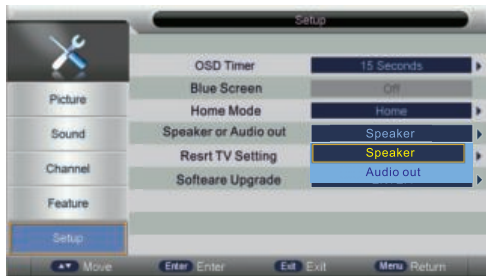 Setup
OSD Timer 15 Seconds
Blue Screen Off
Home Mode Home
Speaker or Audio out Speaker
Resrt TV Setting Speaker
Softeare Upgrade Audio out
Picture
Sound
Channel
Feature
Setup
Move Enter Enter Exit Exit Menu Return